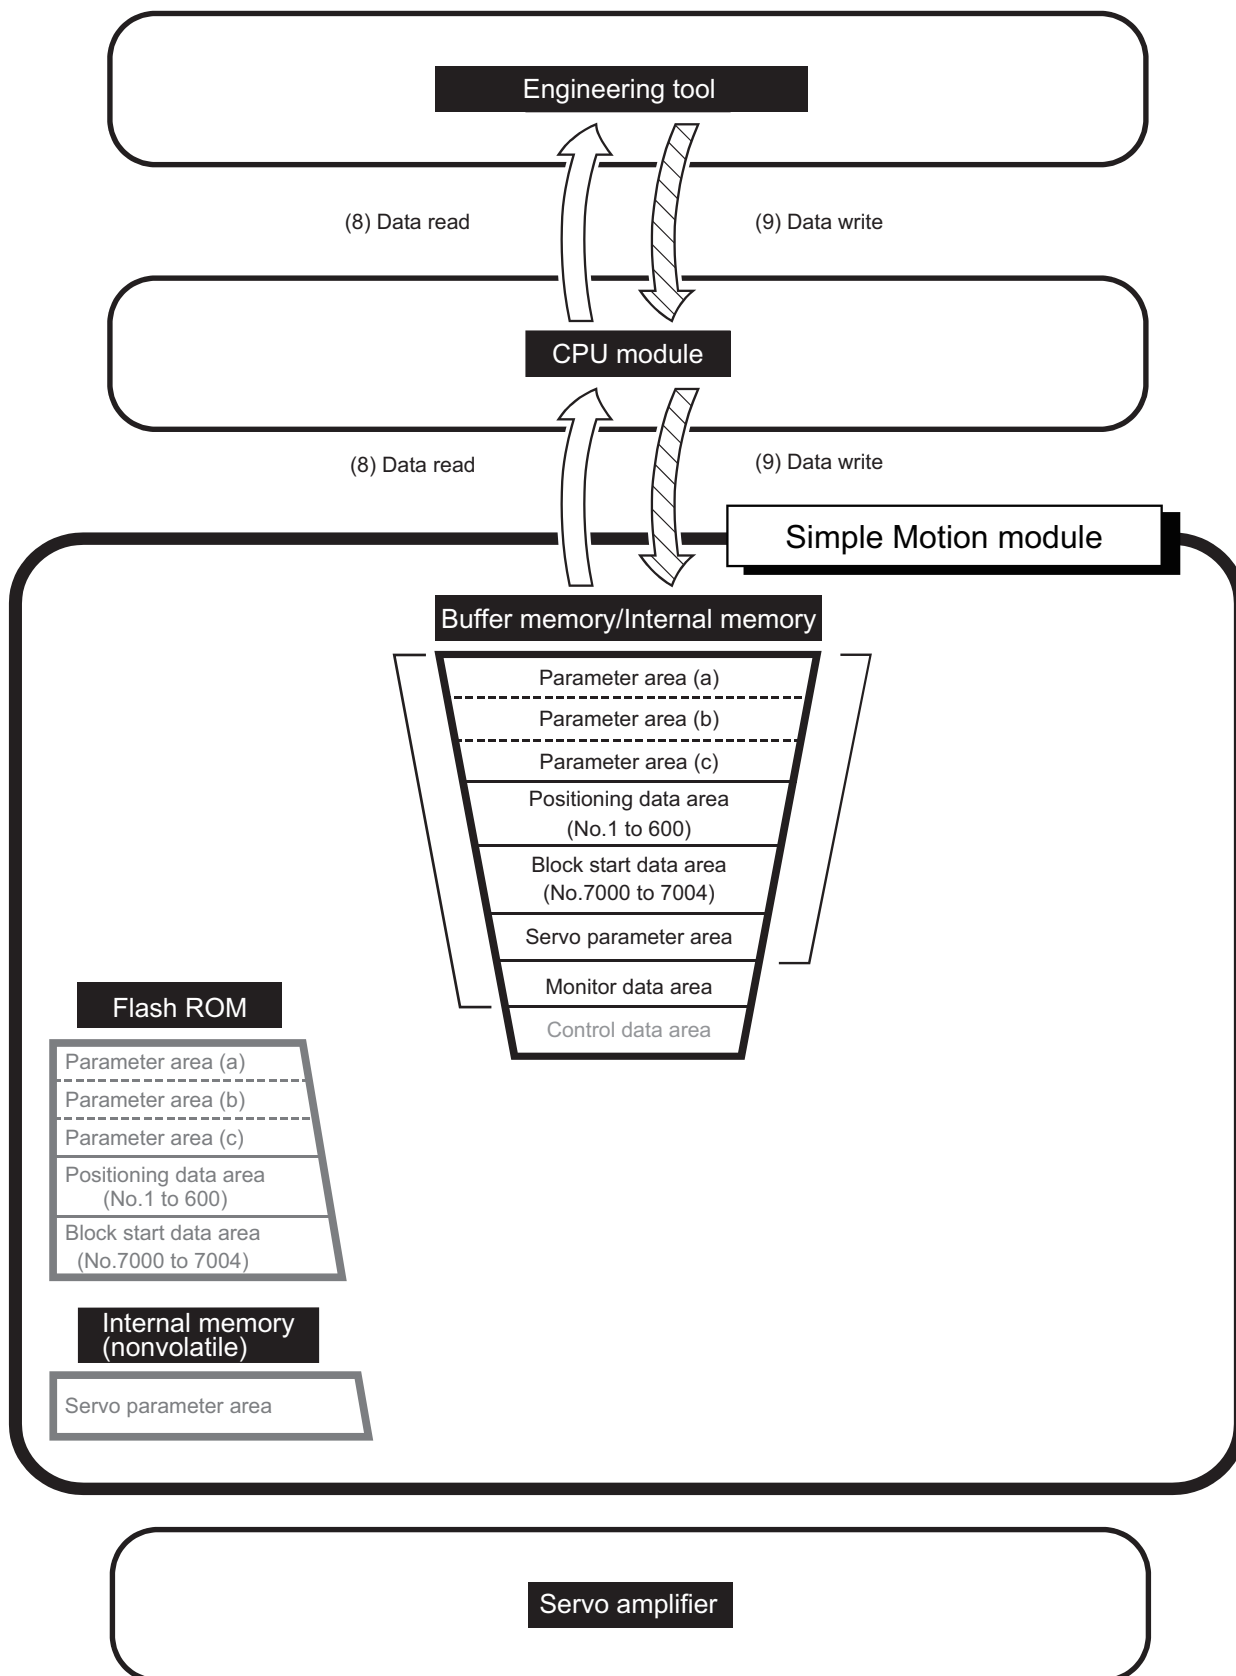 Engineering tool
(8) Data read
(9) Data write
CPU module
(8) Data read
(9) Data write
Simple Motion module
Buffer memory/Internal memory
Parameter area (a)
Parameter area (b)
Parameter area (c)
Positioning data area
(No.1 to 600)
Block start data area
(No.7000 to 7004)
Servo parameter area
Monitor data area
Control data area
Flash ROM
Parameter area (a)
Parameter area (b)
Parameter area (c)
Positioning data area
(No.1 to 600)
Block start data area
(No.7000 to 7004)
Internal memory
(nonvolatile)
Servo parameter area
Servo amplifier